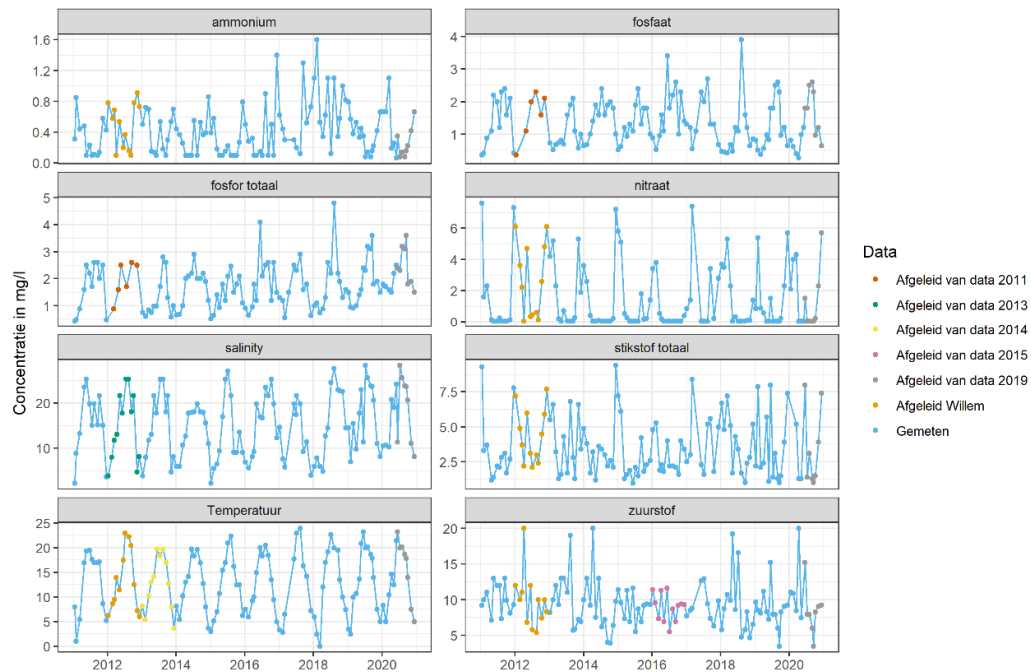 ammonium
fosfaat
1.6
1.2
0.8
0.4
0.0
4
3
2
1
fosfor totaal
nitraat
5
4
3
2
1
6
4
2
0
salinity
stikstof totaal
20
10
7.5
5.0
2.5
Temperatuur
zuurstof
25
20
15
10
5
0
20
15
10
5
2012 2014 2016 2018 2020
2012 2014 2016 2018 2020
Concentratie in mg/l
Data
Afgeleid van data 2011
Afgeleid van data 2013
Afgeleid van data 2014
Afgeleid van data 2015
Afgeleid van data 2019
Afgeleid Willem
Gemeten